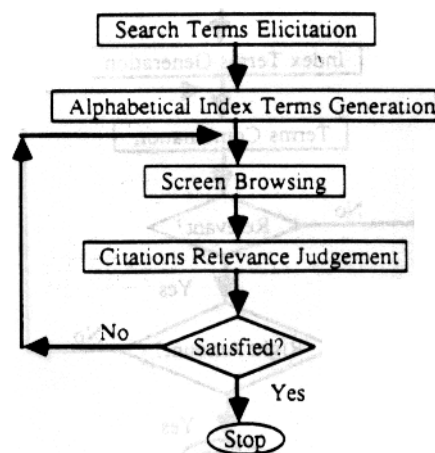 Search Terms Elicitation
Alphabetical Index Terms Generation
Screen Browsing
Citations Relevance Judgement
No
Satisfied?
Yes
Stop